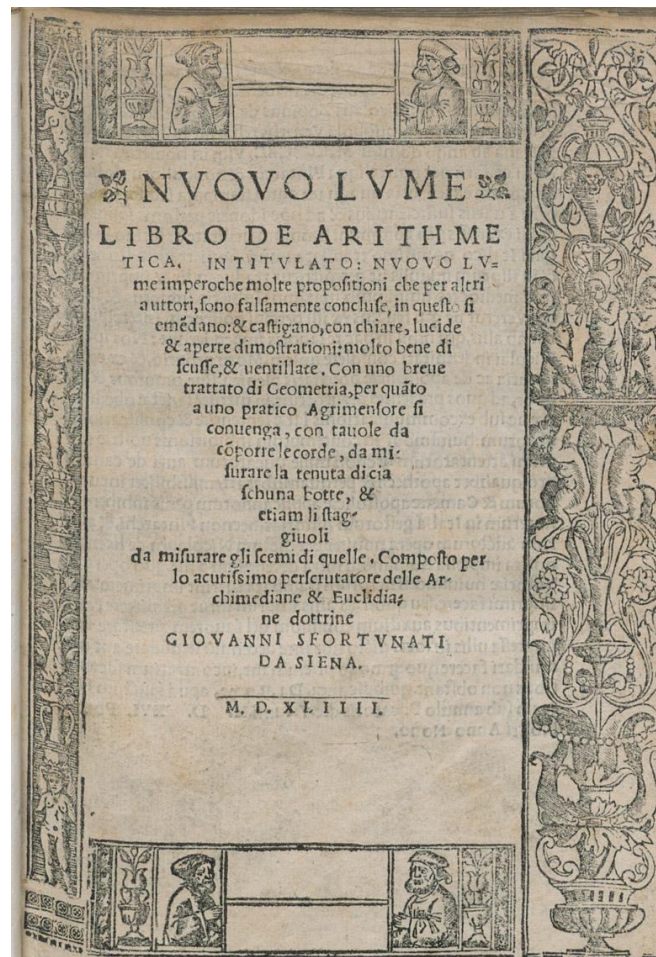 NVOVO LVME
LIBRO DE ARITHME
TICA. INTITVLATO: NVOVO LV=
me imperoche molte propositioni che per altri
auttori, sono falsamente concluse, in questo si
emēdano: & castigano, con chiare, lucide
& aperte dimostrationi: molto bene di
scusse, & uentillate. Con uno breue
trattato di Geometria, per quāto
a uno pratico Agrimensore si
conuenga, con tauole da
cōporre le corde, da mi-
surare la tenuta di cia
schuna botte, &
etiam li stag-
giuoli
da misurare gli scemi di quelle. Composto per
lo acutissimo perscrutatore delle Ar-
chimediane & Euclidia-
ne dottrine
GIOVANNI SFORTVNATI
DA SIENA.
M. D. XLIIII.